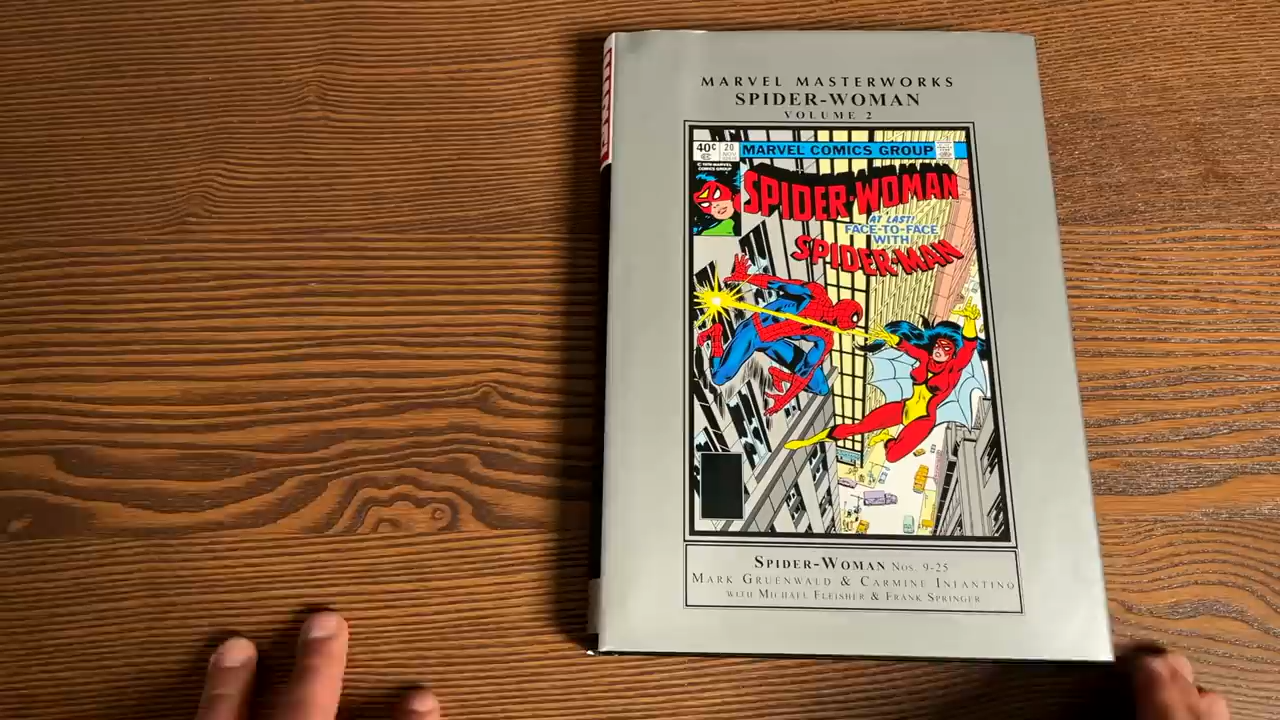 MARVEL MASTERWORKS
SPIDER-WOMAN
VOLUME 2
40¢
20
NOV
MARVEL COMICS GROUP
SPIDER-WOMAN
AT LAST!
FACE-TO-FACE
WITH
SPIDER-MAN
SPIDER-WOMAN NOS. 9-25
MARK GRUENWALD & CARMINE INFANTINO
WITH MICHAEL FLEISHER & FRANK SPRINGER